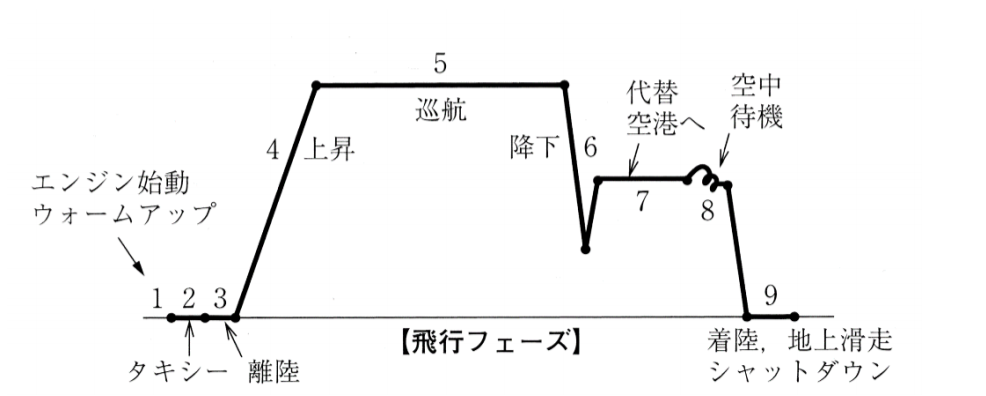 5
巡航
4 上昇
降下 6
代替
空港へ
空中
待機
7
8
エンジン始動
ウォームアップ
1 2 3
9
タキシー 離陸
【飛行フェーズ】
着陸，地上滑走
シャットダウン